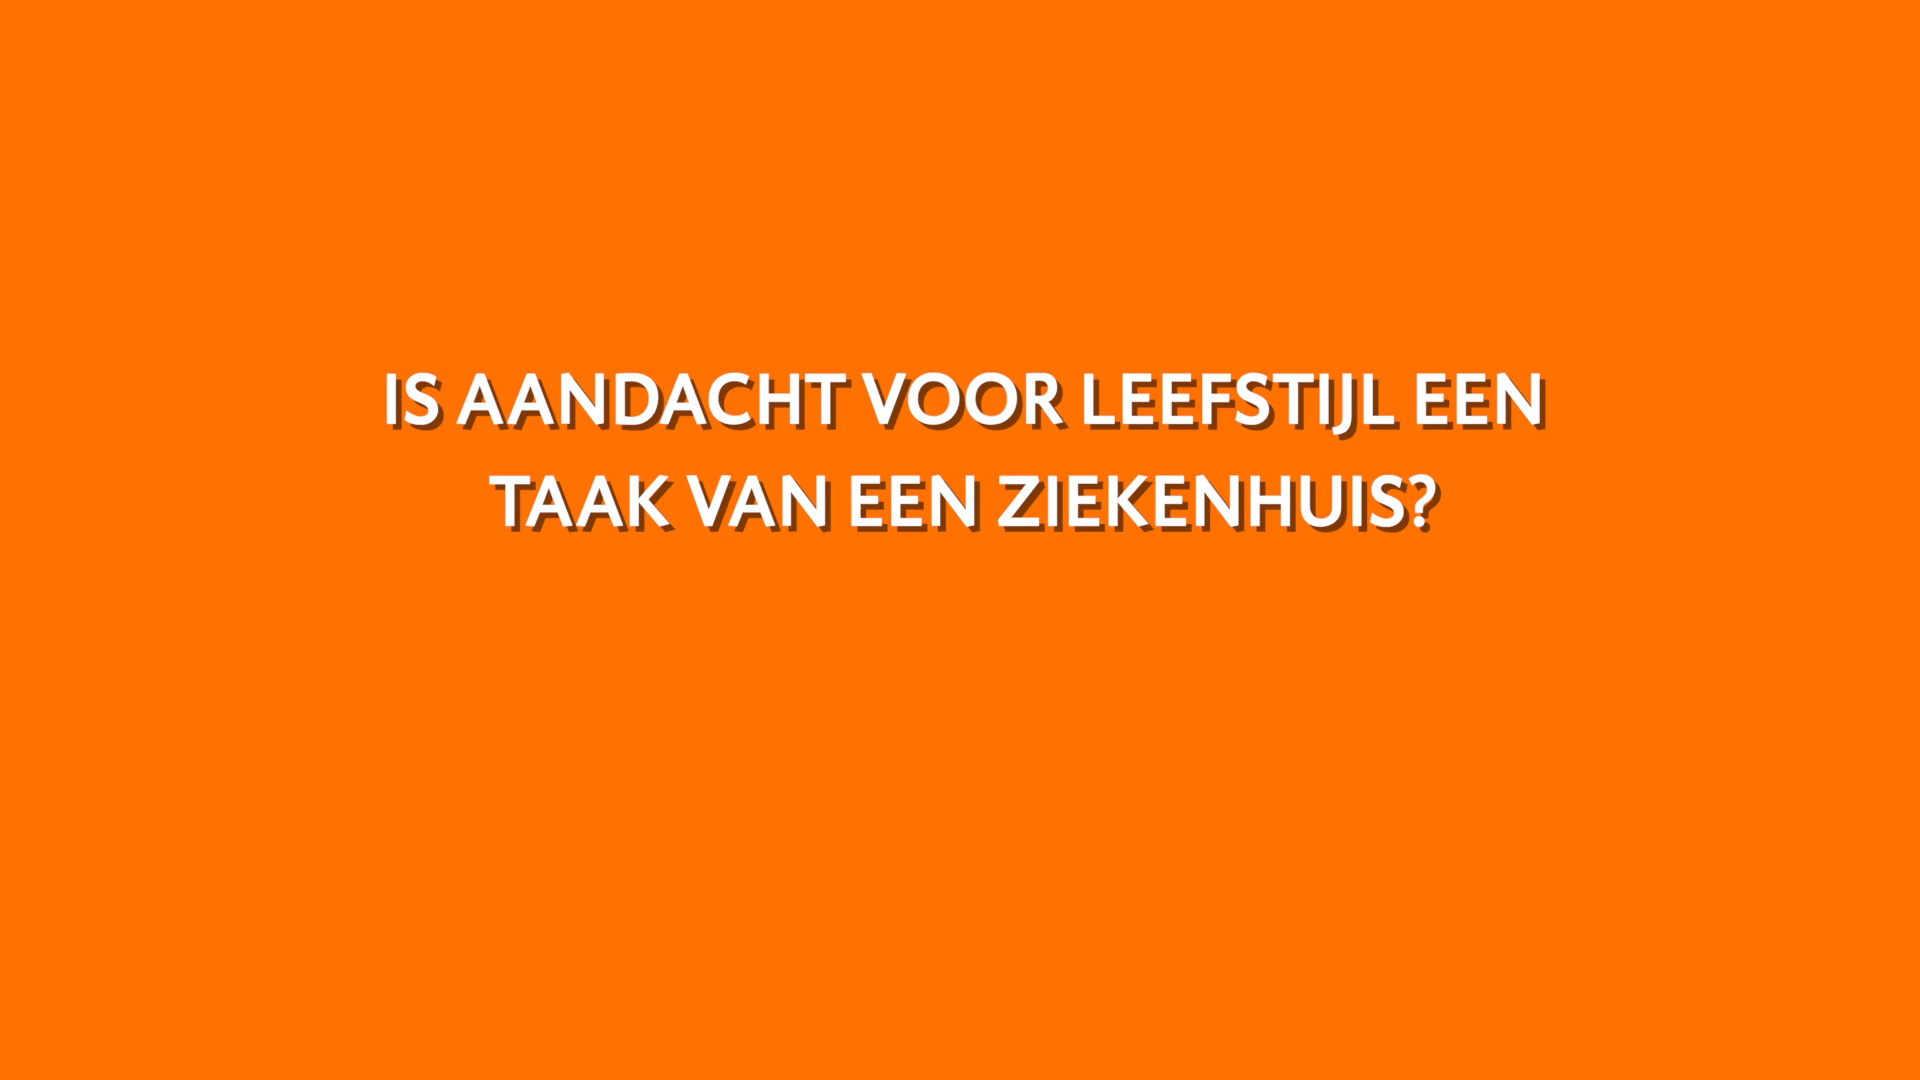 IS AANDACHT VOOR LEEFSTIJL EEN
TAAK VAN EEN ZIEKENHUIS?